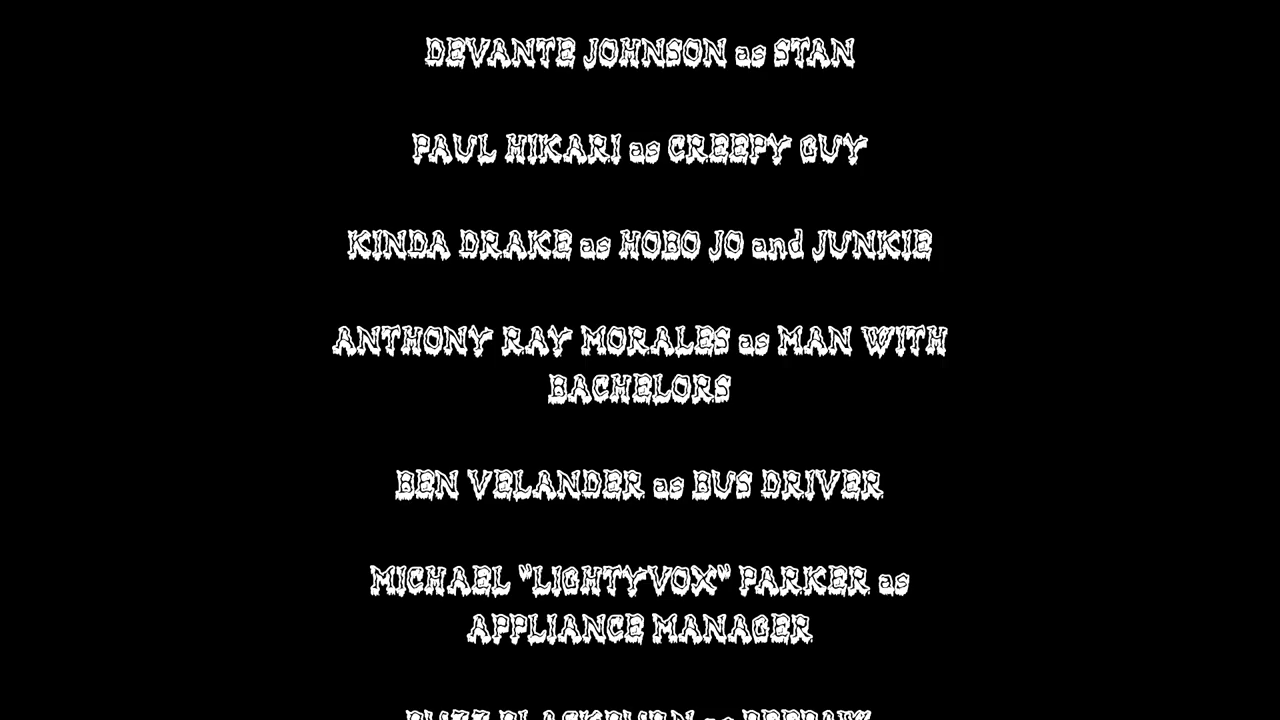 DEVANTE JOHNSON as STAN
PAUL HIKARI as CREEPY GUY
KINDA DRAKE as HOBO JO and JUNKIE
ANTHONY RAY MORALES as MAN WITH
BACHELORS
BEN VELANDER as BUS DRIVER
MICHAEL "LIGHTYVOX" PARKER as
APPLIANCE MANAGER
as